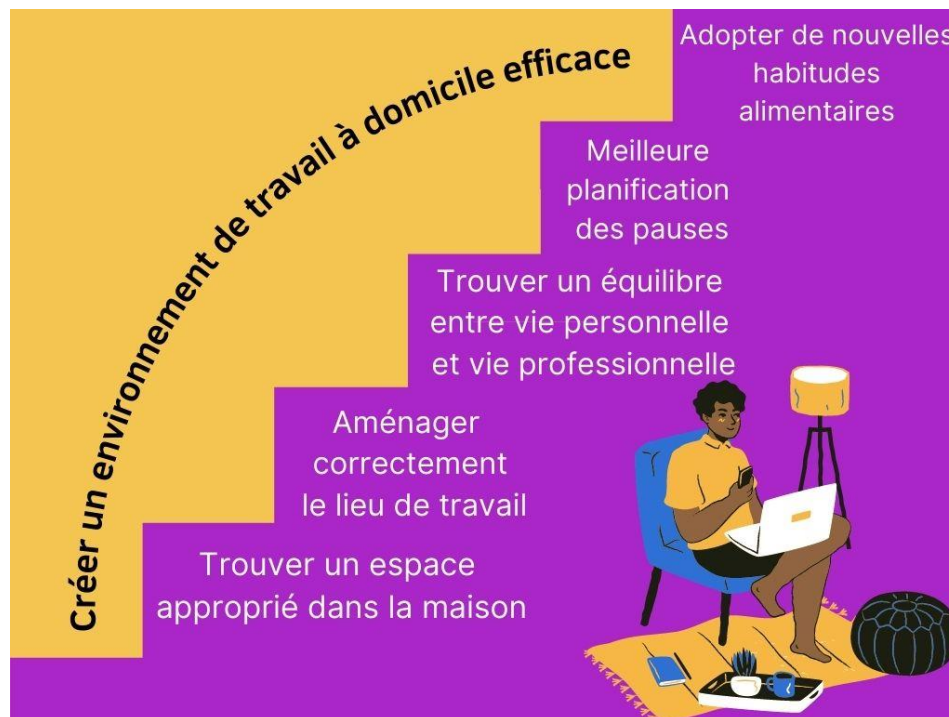 Créer un environnement de travail à domicile efficace
Adopter de nouvelles
habitudes
alimentaires
Meilleure
planification
des pauses
Trouver un équilibre
entre vie personnelle
et vie professionnelle
Aménager
correctement
le lieu de travail
Trouver un espace
approprié dans la maison